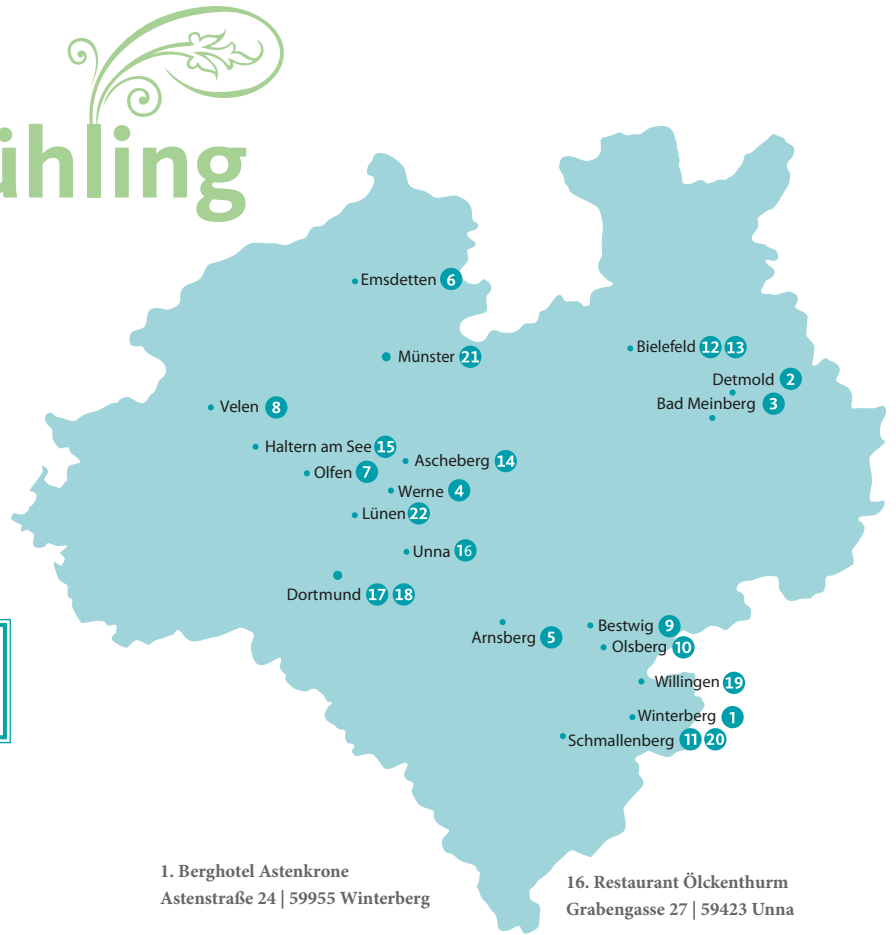 ühling
Emsdetten 6
Münster 21
Bielefeld 12 13
Detmold 2
Bad Meinberg 3
Velen 8
Haltern am See 15
Ascheberg 14
Olfen 7
Werne 4
Lünen 22
Unna 16
Dortmund 17 18
Arnsberg 5
Bestwig 9
Olsberg 10
Willingen 19
Winterberg 1
Schmallenberg 11 20
1. Berghotel Astenkrone
Astenstraße 24 | 59955 Winterberg
16. Restaurant Ölckenthurm
Grabengasse 27 | 59423 Unna